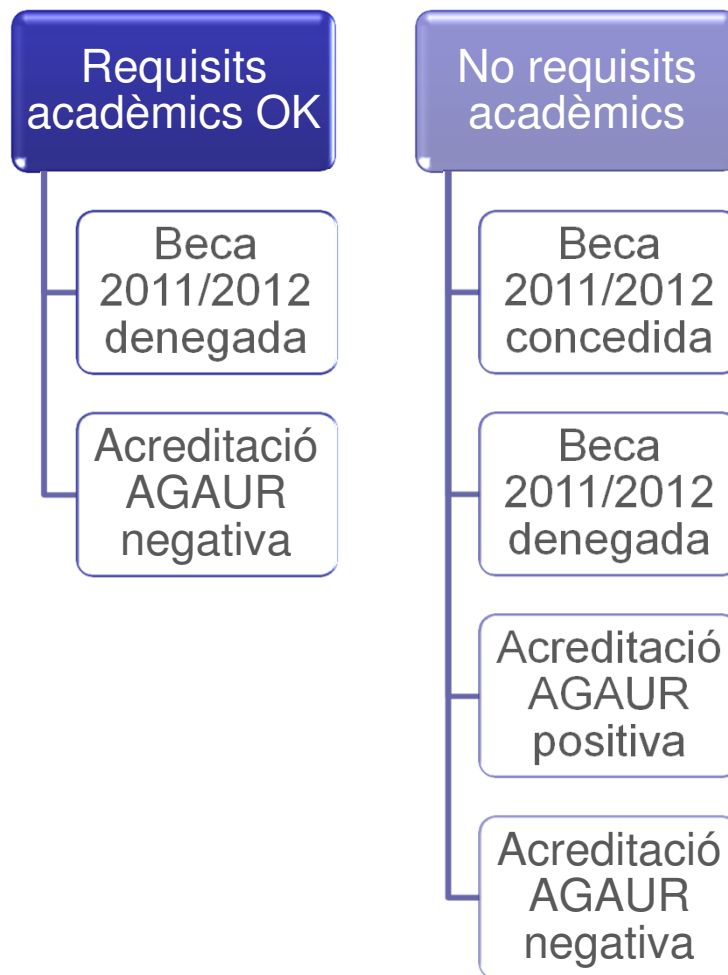 Requisits
acadèmics OK
Beca
2011/2012
denegada
Acreditació
AGAUR
negativa
No requisits
acadèmics
Beca
2011/2012
concedida
Beca
2011/2012
denegada
Acreditació
AGAUR
positiva
Acreditació
AGAUR
negativa